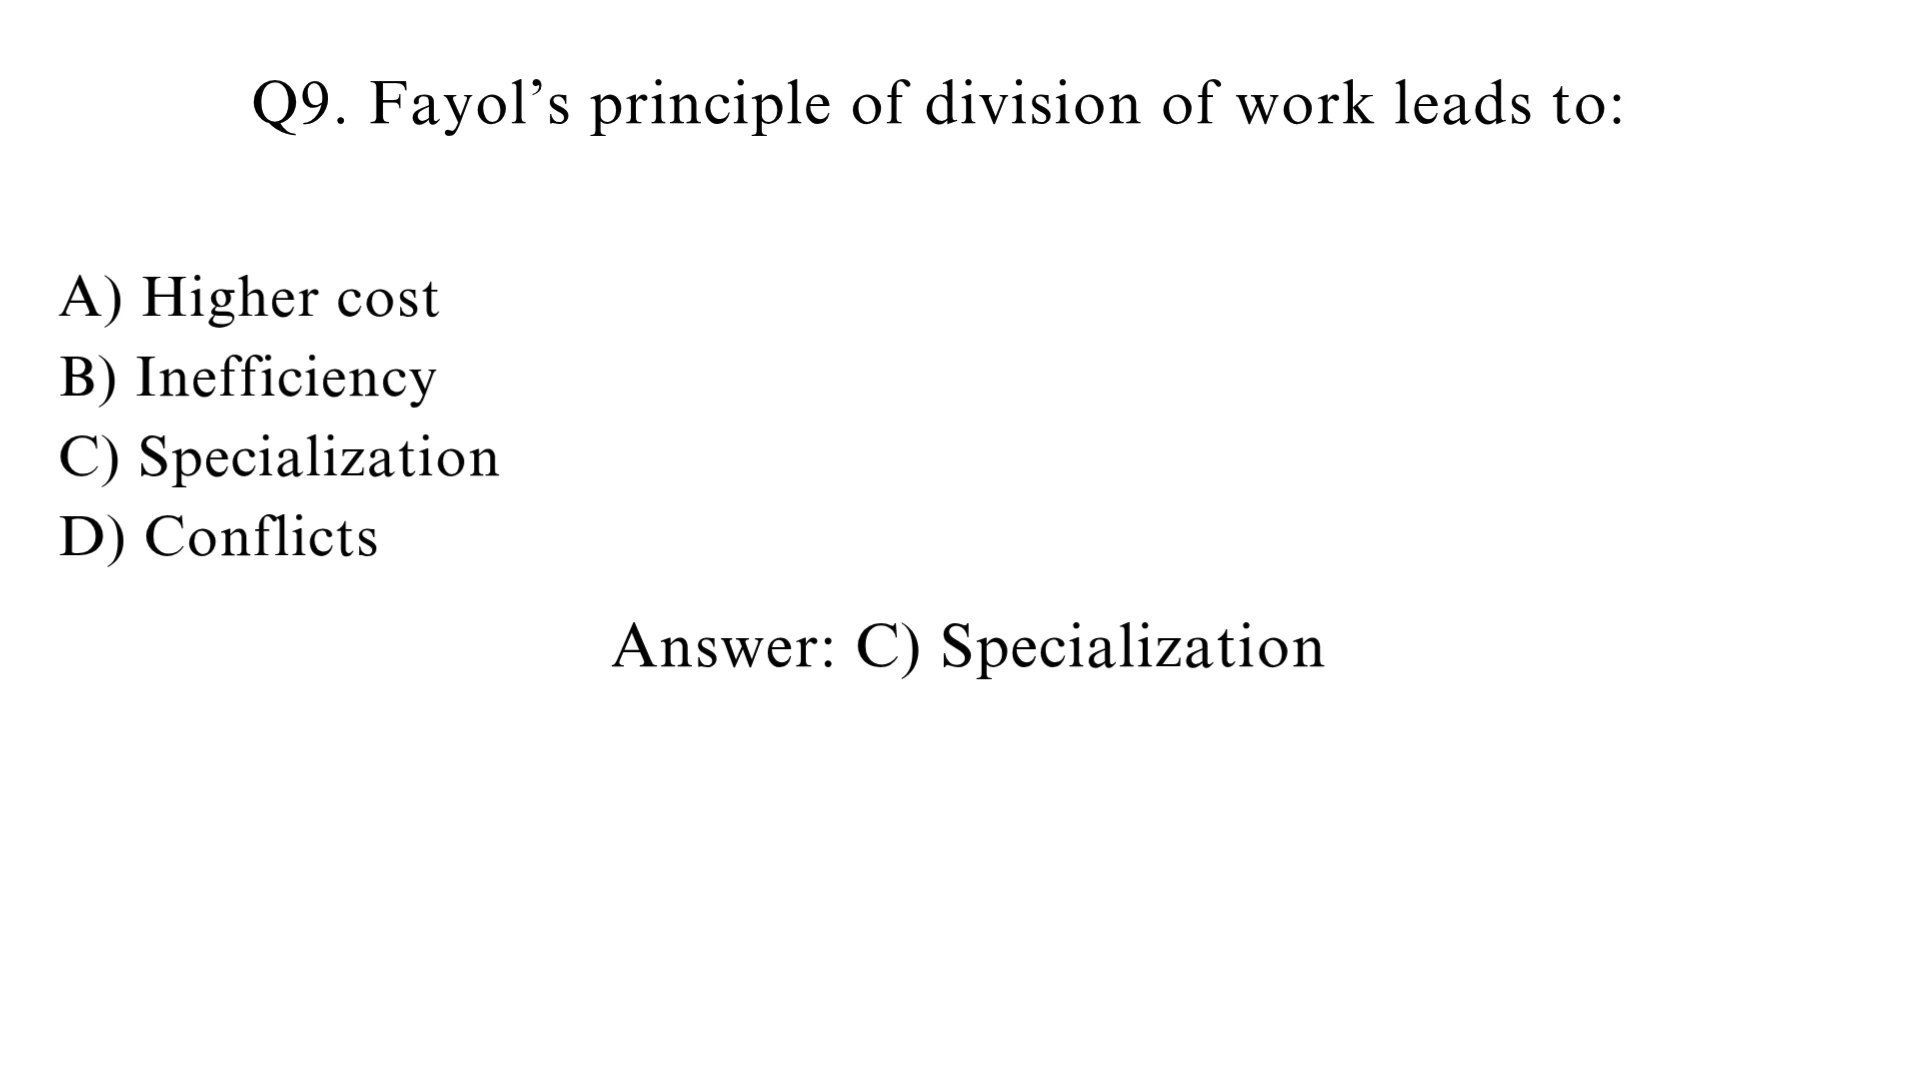 Q9. Fayol’s principle of division of work leads to:
A) Higher cost
B) Inefficiency
C) Specialization
D) Conflicts
Answer: C) Specialization